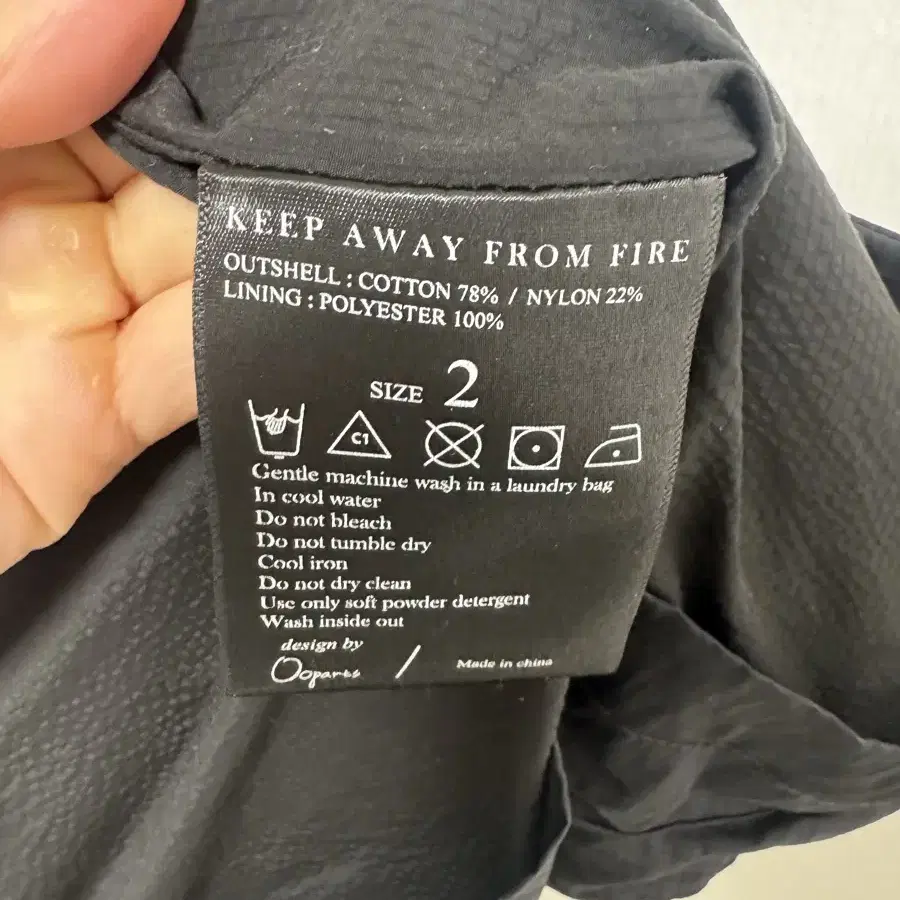 KEEP AWAY FROM FIRE
OUTSHELL : COTTON 78% / NYLON 22%
LINING : POLYESTER 100%
SIZE 2
C1
Gentle machine wash in a laundry bag
In cool water
Do not bleach
Do not tumble dry
Cool iron
Do not dry clean
Use only soft powder detergent
Wash inside out
design by
Ooparts / Made in china